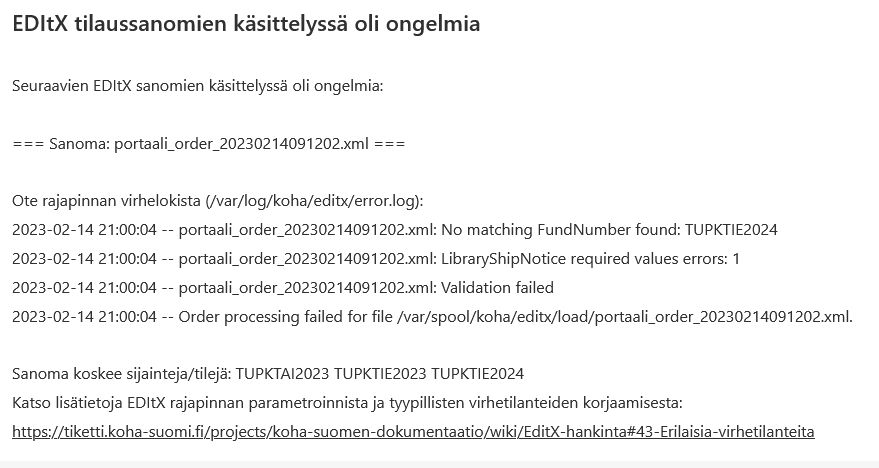 EDItX tilaussanomien käsittelyssä oli ongelmia
Seuraavien EDItX sanomien käsittelyssä oli ongelmia:
=== Sanoma: portaali_order_20230214091202.xml ===
Ote rajapinnan virhelokista (/var/log/koha/editx/error.log):
2023-02-14 21:00:04 -- portaali_order_20230214091202.xml: No matching FundNumber found: TUPKTIE2024
2023-02-14 21:00:04 -- portaali_order_20230214091202.xml: LibraryShipNotice required values errors: 1
2023-02-14 21:00:04 -- portaali_order_20230214091202.xml: Validation failed
2023-02-14 21:00:04 -- Order processing failed for file /var/spool/koha/editx/load/portaali_order_20230214091202.xml.
Sanoma koskee sijainteja/tilejä: TUPKTAI2023 TUPKTIE2023 TUPKTIE2024
Katso lisätietoja EDItX rajapinnan parametroinnista ja tyypillisten virhetilanteiden korjaamisesta:
https://tiketti.koha-suomi.fi/projects/koha-suomen-dokumentaatio/wiki/EditX-hankinta#43-Erilaisia-virhetilanteita